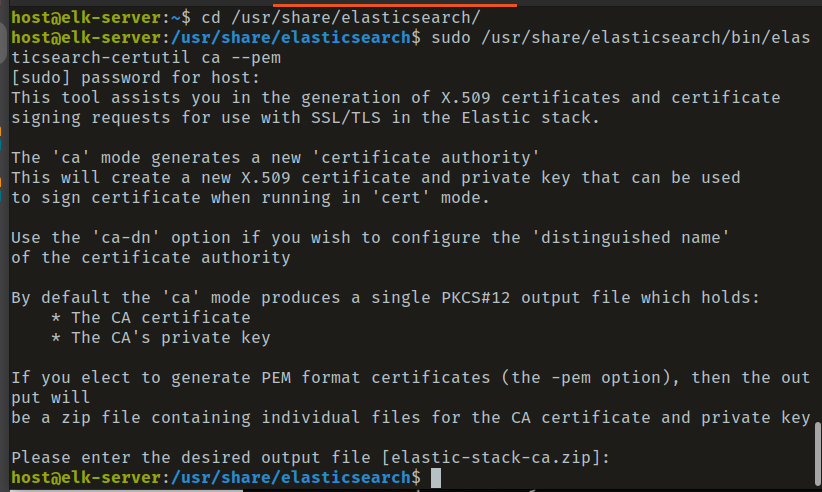 host@elk-server:~$ cd /usr/share/elasticsearch/
host@elk-server:/usr/share/elasticsearch$ sudo /usr/share/elasticsearch/bin/elas
ticsearch-certutil ca --pem
[sudo] password for host:
This tool assists you in the generation of X.509 certificates and certificate
signing requests for use with SSL/TLS in the Elastic stack.
The 'ca' mode generates a new 'certificate authority'
This will create a new X.509 certificate and private key that can be used
to sign certificate when running in 'cert' mode.
Use the 'ca-dn' option if you wish to configure the 'distinguished name'
of the certificate authority
By default the 'ca' mode produces a single PKCS#12 output file which holds:
    * The CA certificate
    * The CA's private key
If you elect to generate PEM format certificates (the -pem option), then the out
put will
be a zip file containing individual files for the CA certificate and private key
Please enter the desired output file [elastic-stack-ca.zip]:
host@elk-server:/usr/share/elasticsearch$